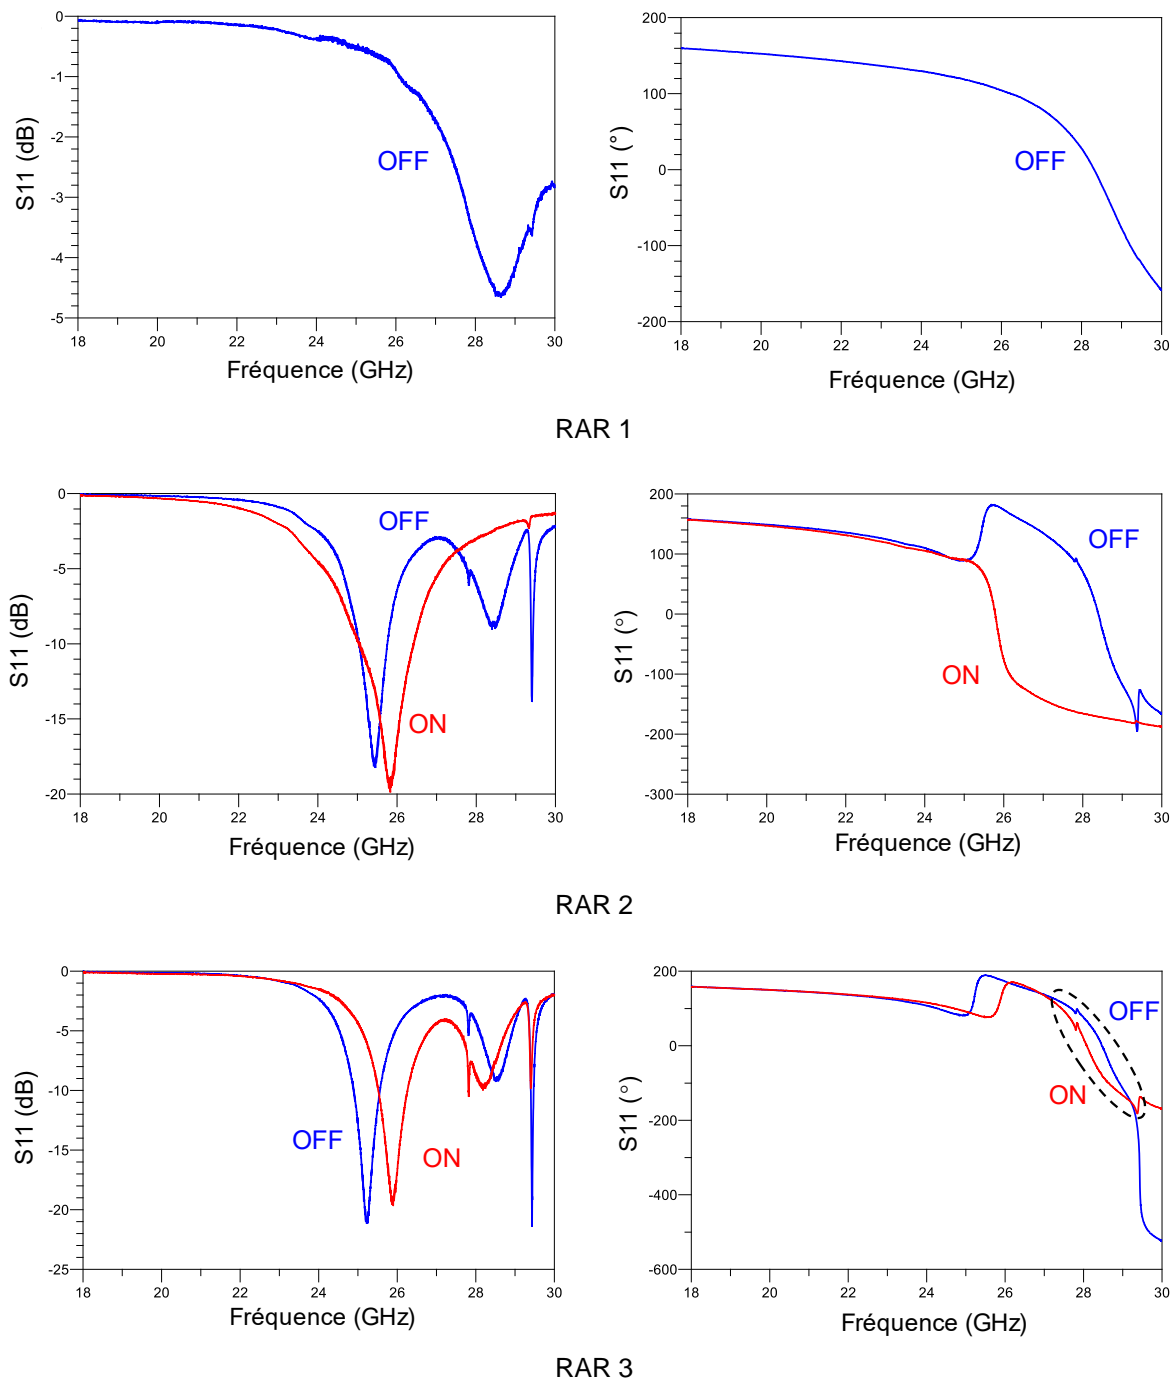 0
-1
-2
-3
-4
-5
S11 (dB)
OFF
18 20 22 24 26 28 30
Fréquence (GHz)
200
100
0
-100
-200
S11 (°)
OFF
18 20 22 24 26 28 30
Fréquence (GHz)
RAR 1
0
-5
-10
-15
-20
S11 (dB)
OFF
ON
18 20 22 24 26 28 30
Fréquence (GHz)
200
100
0
-100
-200
-300
S11 (°)
OFF
ON
18 20 22 24 26 28 30
Fréquence (GHz)
RAR 2
0
-5
-10
-15
-20
-25
S11 (dB)
OFF
ON
18 20 22 24 26 28 30
Fréquence (GHz)
200
0
-200
-400
-600
S11 (°)
OFF
ON
18 20 22 24 26 28 30
Fréquence (GHz)
RAR 3